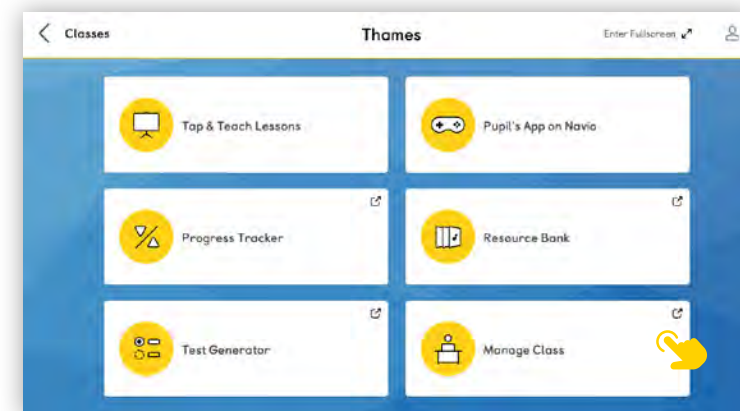 Classes
Thames
Enter Fullscreen
Tap & Teach Lessons
Pupil's App on Navio
Progress Tracker
Resource Bank
Test Generator
Manage Class